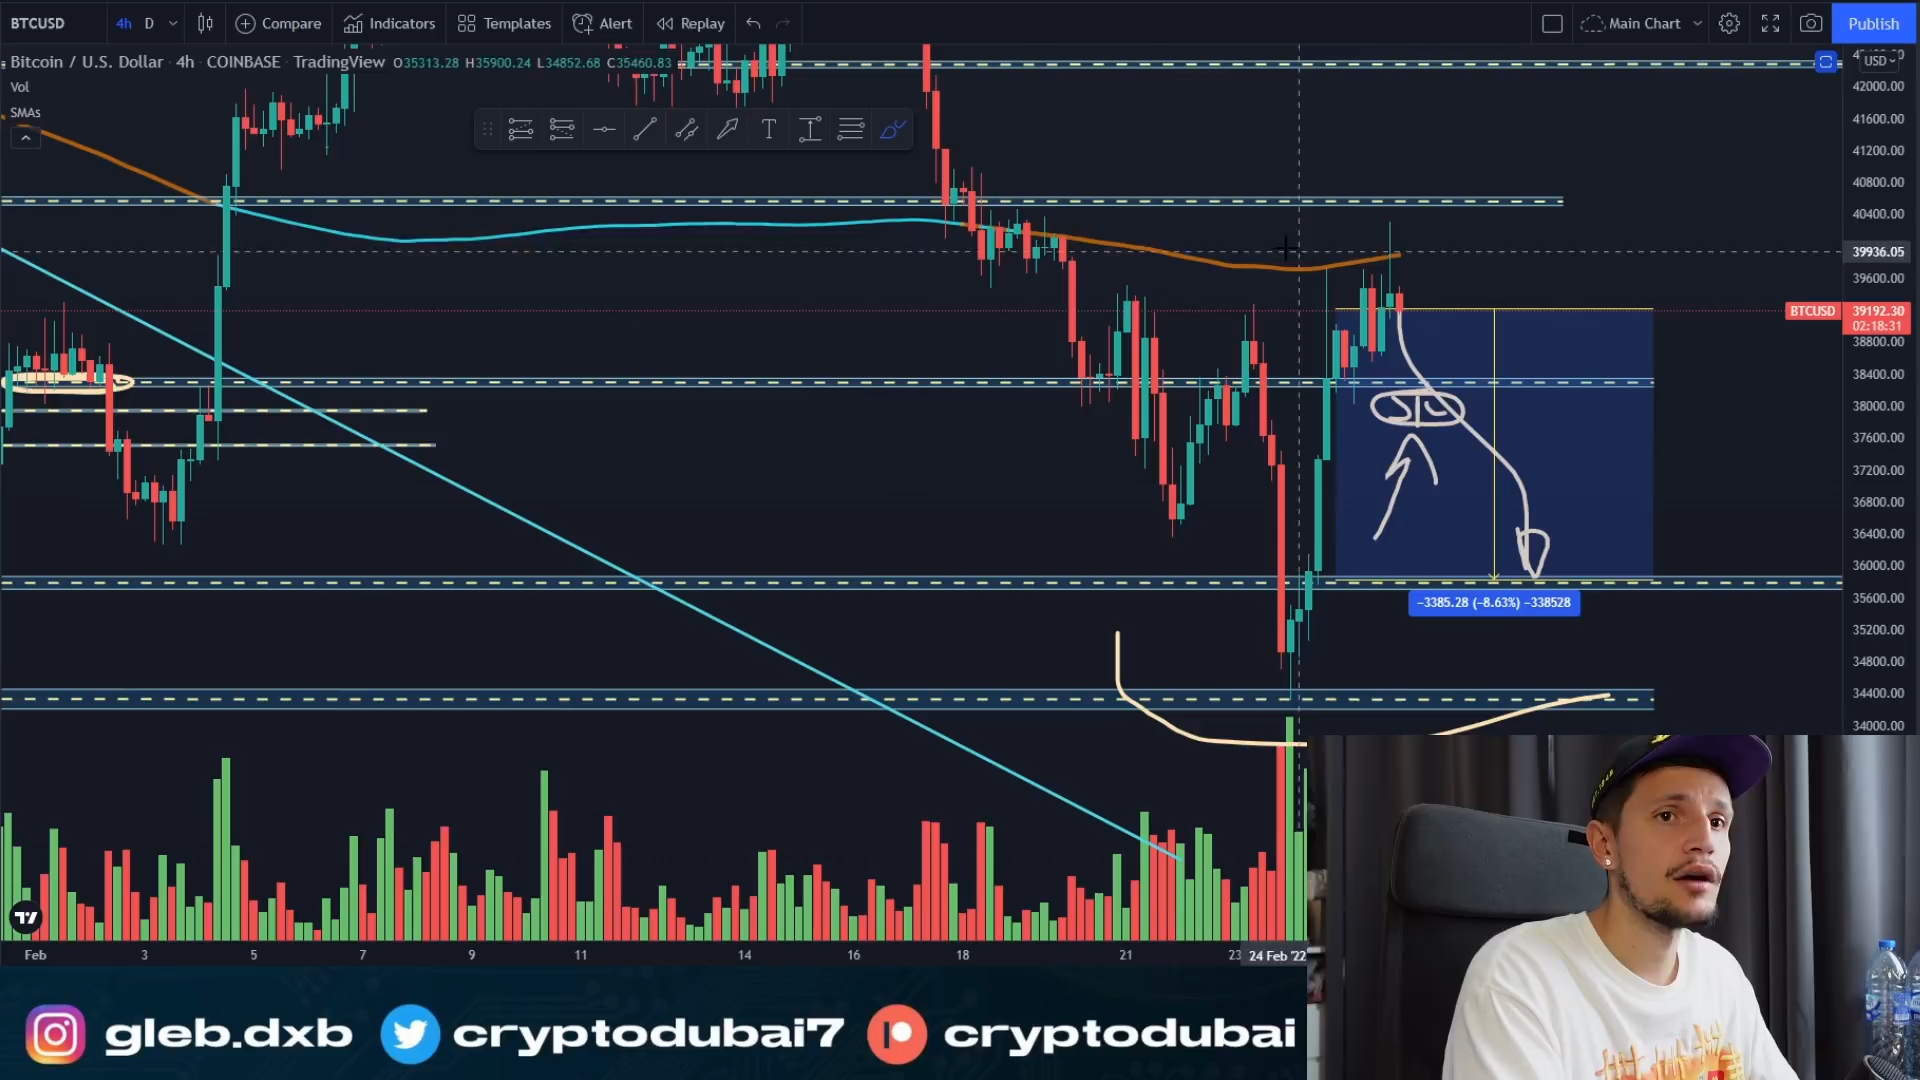 BTCUSD 4h D Compare Indicators Templates Alert Replay Main Chart Publish
Bitcoin / U.S. Dollar · 4h · COINBASE · TradingView O35313.28 H35900.24 L34852.68 C35460.83
USD
Vol
SMAs
42000.00
41600.00
41200.00
40800.00
40400.00
39936.05
39600.00
BTCUSD 39192.30
02:18:31
38800.00
38400.00
38000.00
37600.00
37200.00
36800.00
36400.00
36000.00
35600.00
−3385.28 (−8.63%) −338528
35200.00
34800.00
34400.00
34000.00
Feb 3 5 7 9 11 14 16 18 21 23 24 Feb '22
gleb.dxb cryptodubai7 cryptodubai